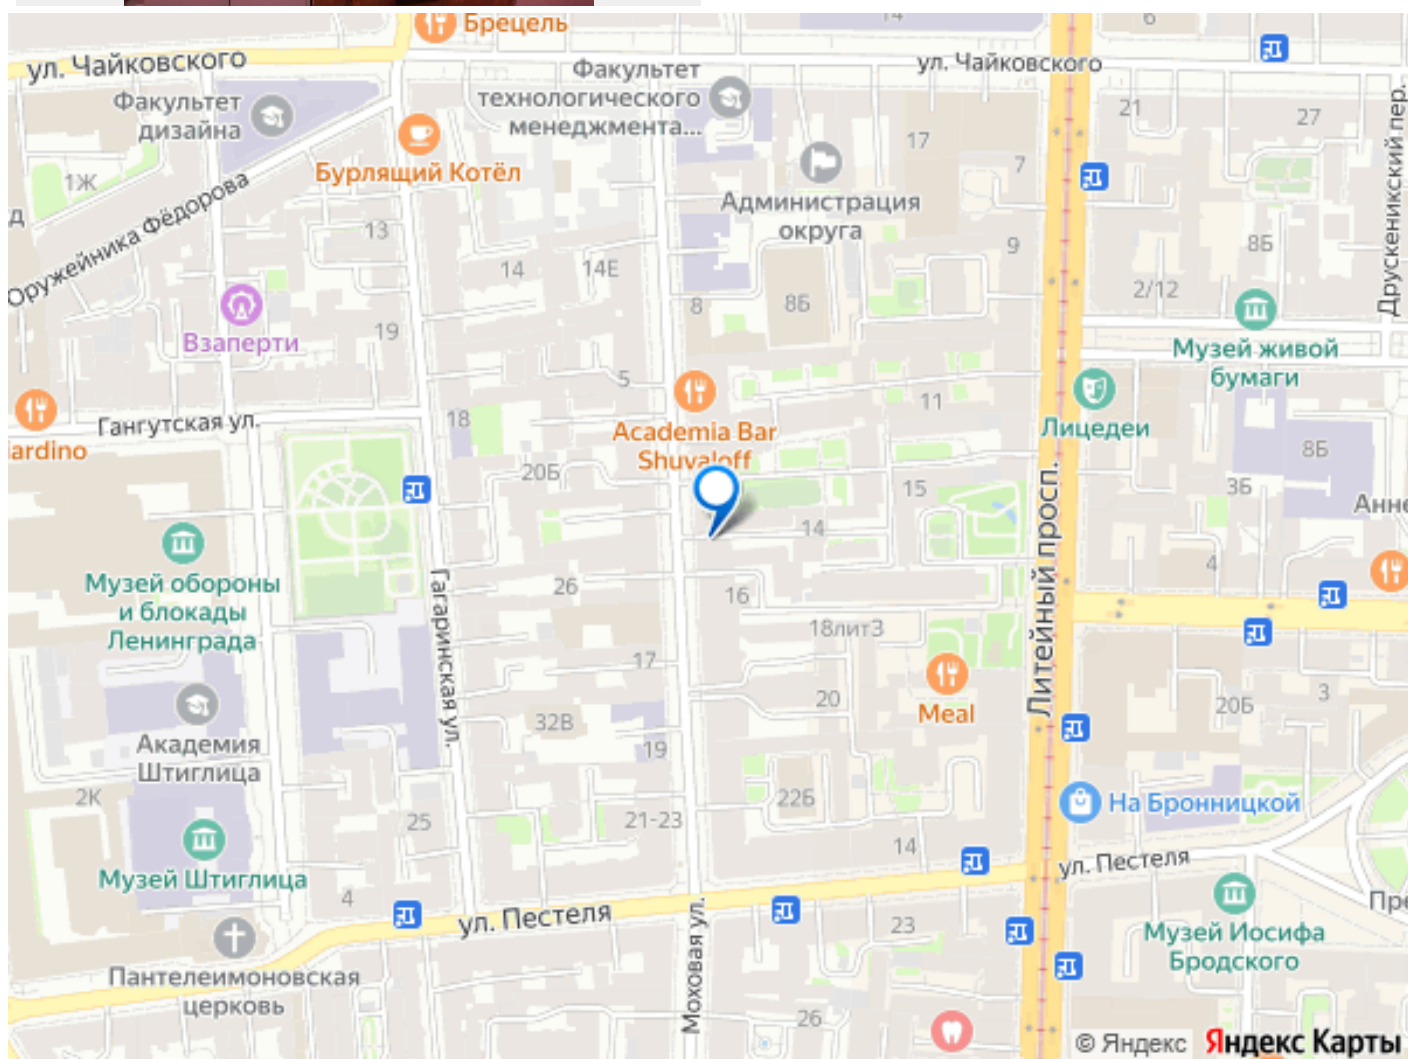 Брецель
14
6
ул. Чайковского
Факультет
технологического
менеджмента...
ул. Чайковского
Факультет
дизайна
21
27
Друскеникский пер.
17
7
Бурлящий Котёл
1Ж
Оружейника Фёдорова
Администрация
округа
д
13
9
8Б
14
14Е
2/12
8
8Б
Взаперти
19
Музей живой
бумаги
5
11
Гангутская ул.
18
Academia Bar
Shuvaloff
Лицедеи
ardino
8Б
20Б
15
3Б
Анне
14
Музей обороны
и блокады
Ленинграда
Гагаринская ул.
26
16
4
Литейный просп.
18литЗ
17
20
3
20Б
Академия
Штиглица
32В
Meal
19
2К
22Б
На Бронницкой
25
21-23
14
ул. Пестеля
Музей Штиглица
4
ул. Пестеля
Пре
23
Моховая ул.
Музей Иосифа
Бродского
Пантелеимоновская
церковь
26
© Яндекс Яндекс Карты